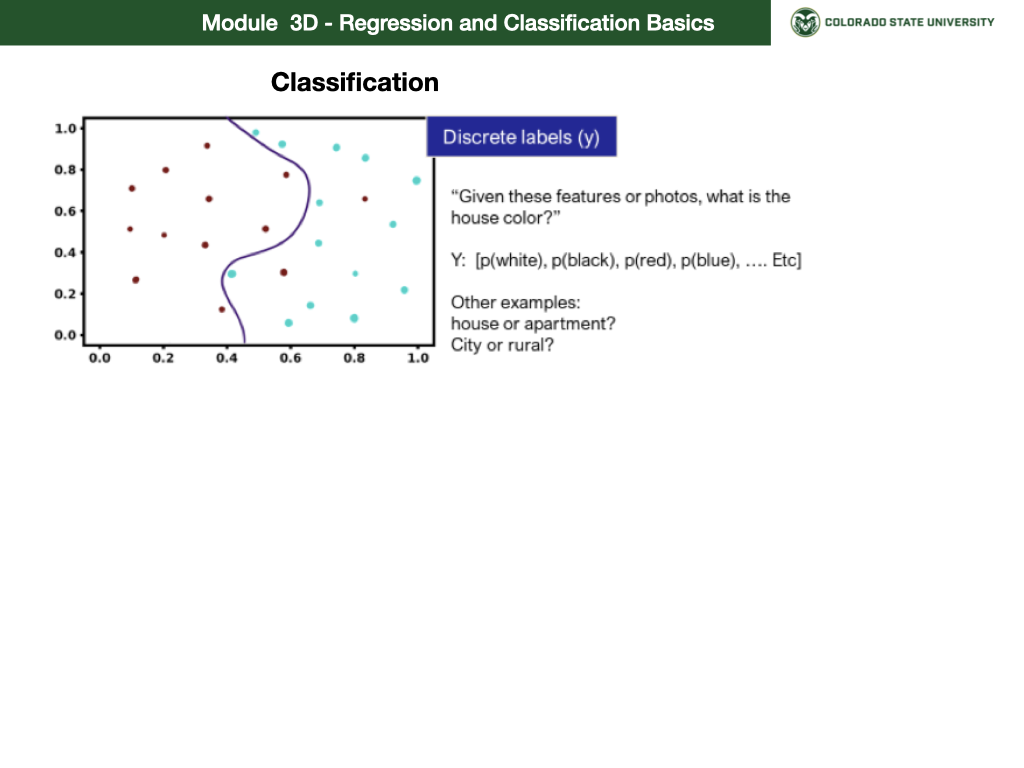 Module  3D - Regression and Classification Basics
COLORADO STATE UNIVERSITY
Classification
Discrete labels (y)
1.0
0.8
0.6
0.4
0.2
0.0
0.0 0.2 0.4 0.6 0.8 1.0
“Given these features or photos, what is the
house color?”
Y:  [p(white), p(black), p(red), p(blue), …. Etc]
Other examples:
house or apartment?
City or rural?